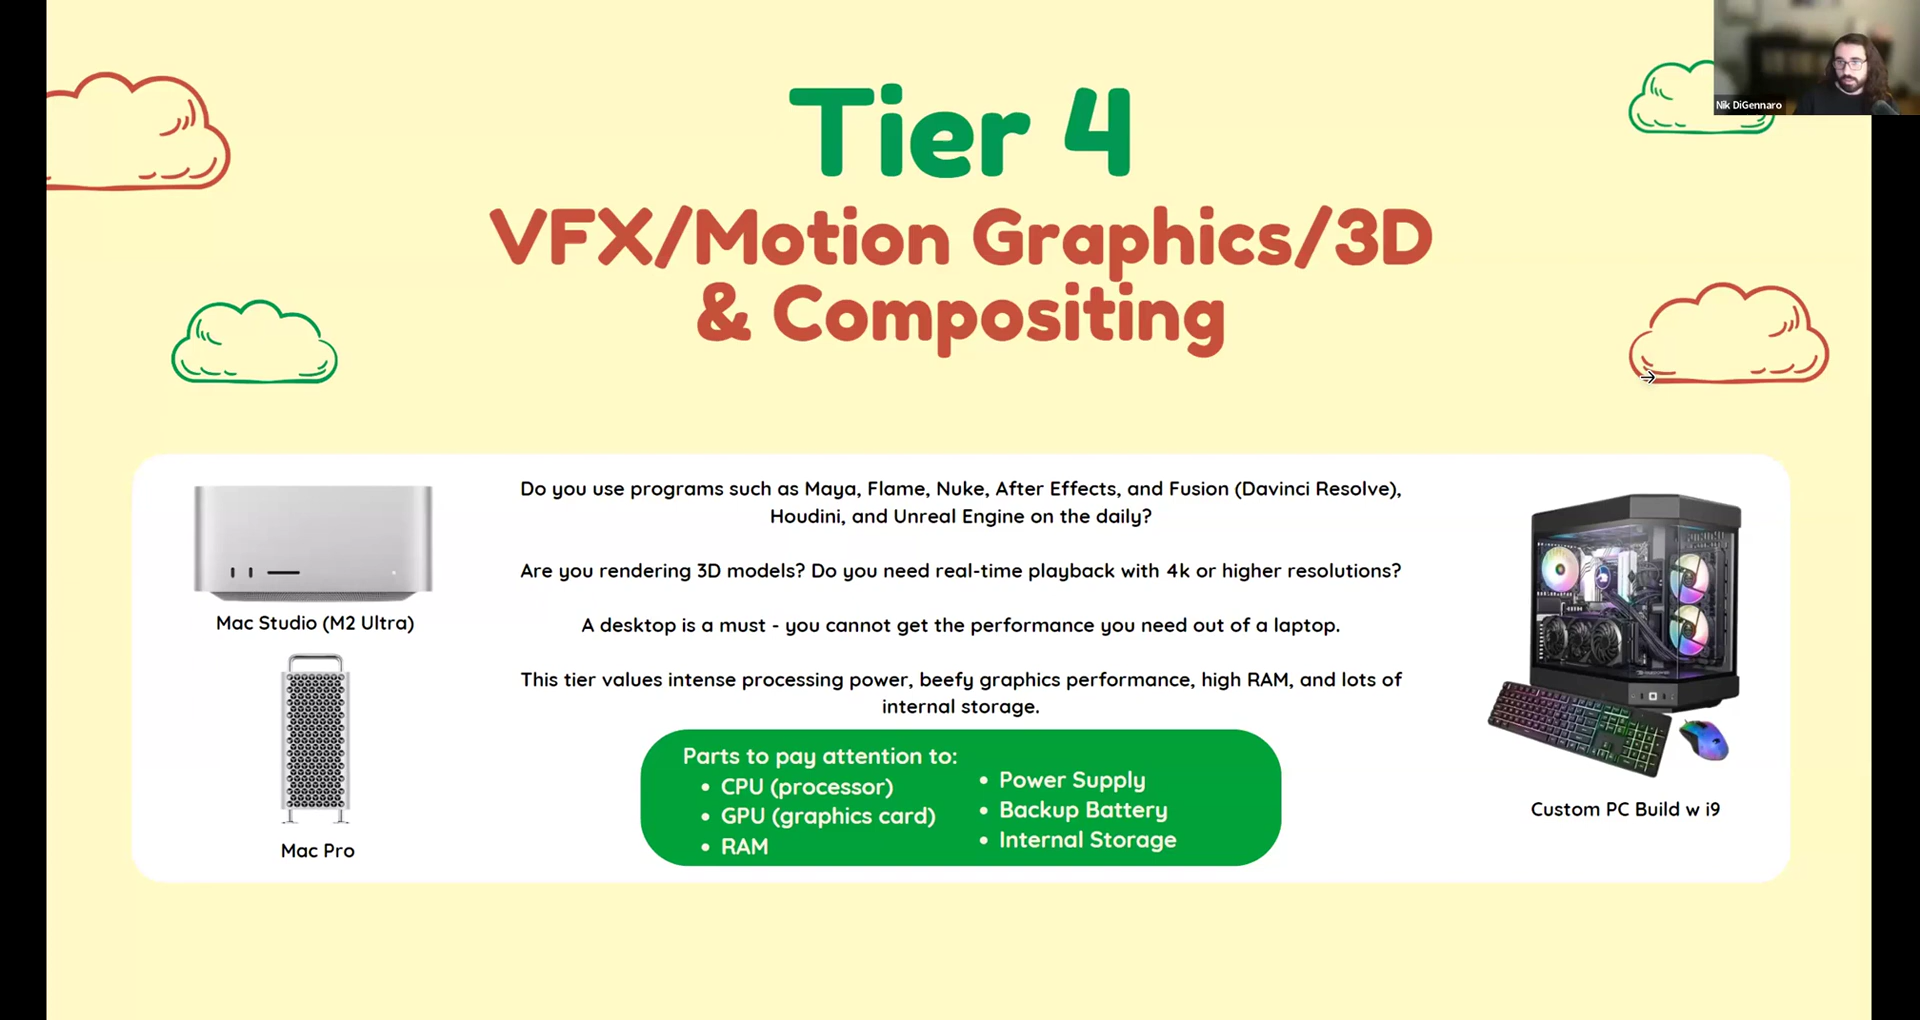 Nik DiGennaro
Tier 4
VFX/Motion Graphics/3D
& Compositing
Do you use programs such as Maya, Flame, Nuke, After Effects, and Fusion (Davinci Resolve),
Houdini, and Unreal Engine on the daily?
Are you rendering 3D models? Do you need real-time playback with 4k or higher resolutions?
A desktop is a must - you cannot get the performance you need out of a laptop.
This tier values intense processing power, beefy graphics performance, high RAM, and lots of
internal storage.
Mac Studio (M2 Ultra)
Mac Pro
Parts to pay attention to:
• CPU (processor)
• GPU (graphics card)
• RAM
• Power Supply
• Backup Battery
• Internal Storage
Custom PC Build w i9